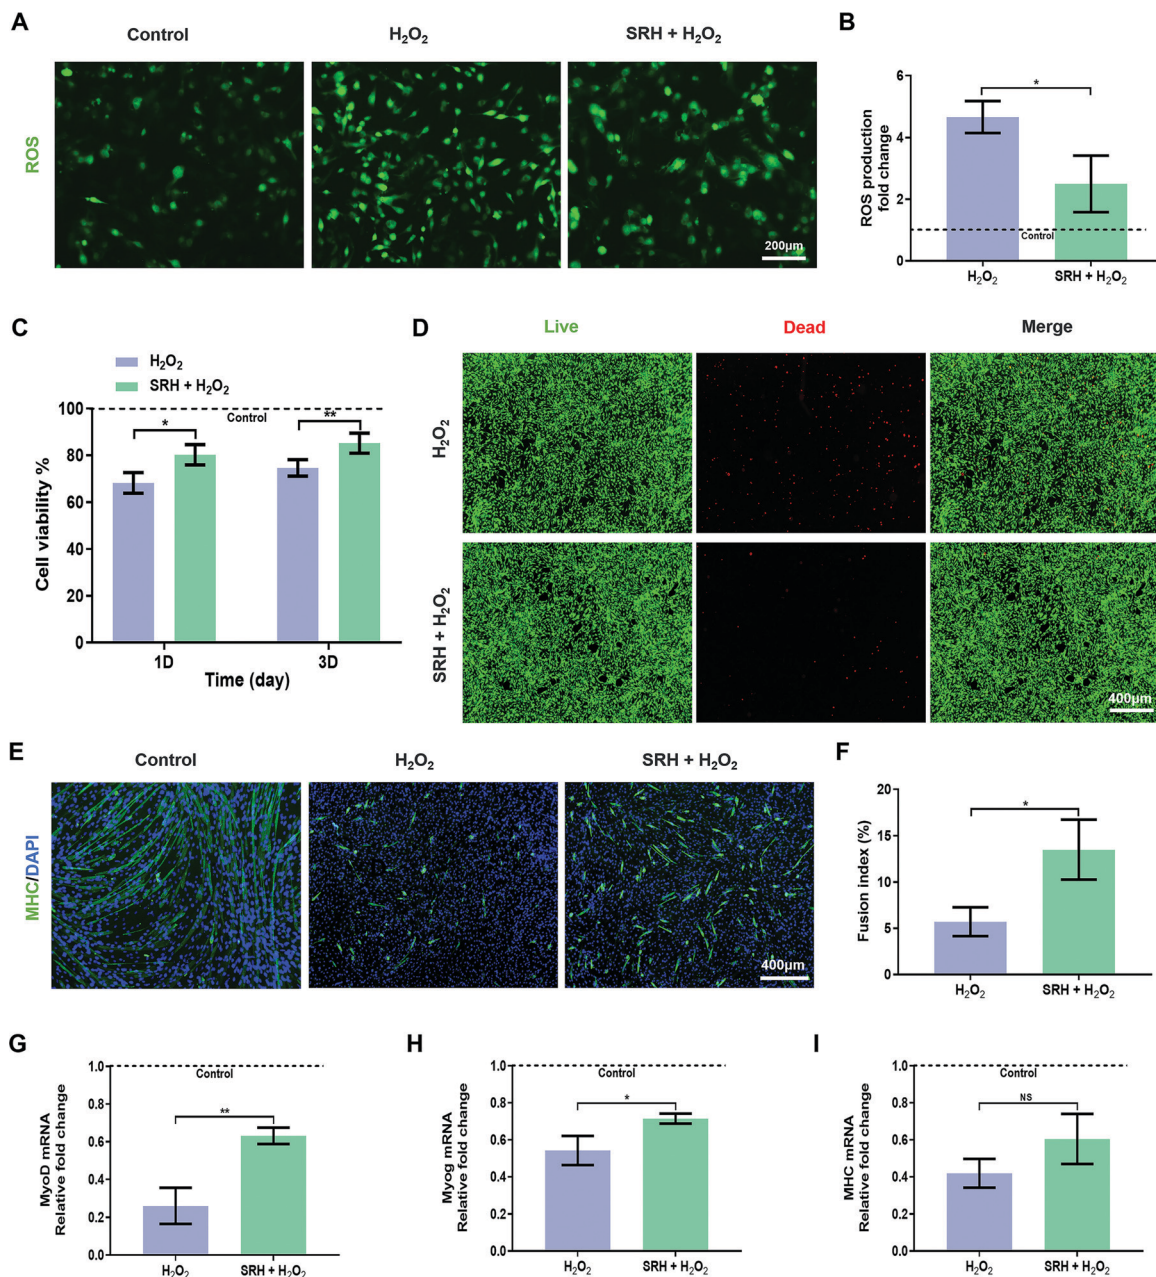 A
Control
H₂O₂
SRH + H₂O₂
ROS
200μm
B
ROS production
fold change
6
4
2
0
Control
*
H₂O₂
SRH + H₂O₂
C
H₂O₂
SRH + H₂O₂
Cell viability %
100
80
60
40
20
0
Control
*
**
1D
3D
Time (day)
D
Live
Dead
Merge
H₂O₂
SRH + H₂O₂
400μm
E
Control
H₂O₂
SRH + H₂O₂
MHC/DAPI
400μm
F
Fusion index (%)
20
15
10
5
0
*
H₂O₂
SRH + H₂O₂
G
MyoD mRNA
Relative fold change
1.0
0.8
0.6
0.4
0.2
0.0
Control
**
H₂O₂
SRH + H₂O₂
H
Myog mRNA
Relative fold change
1.0
0.8
0.6
0.4
0.2
0.0
Control
*
H₂O₂
SRH + H₂O₂
I
MHC mRNA
Relative fold change
1.0
0.8
0.6
0.4
0.2
0.0
Control
NS
H₂O₂
SRH + H₂O₂